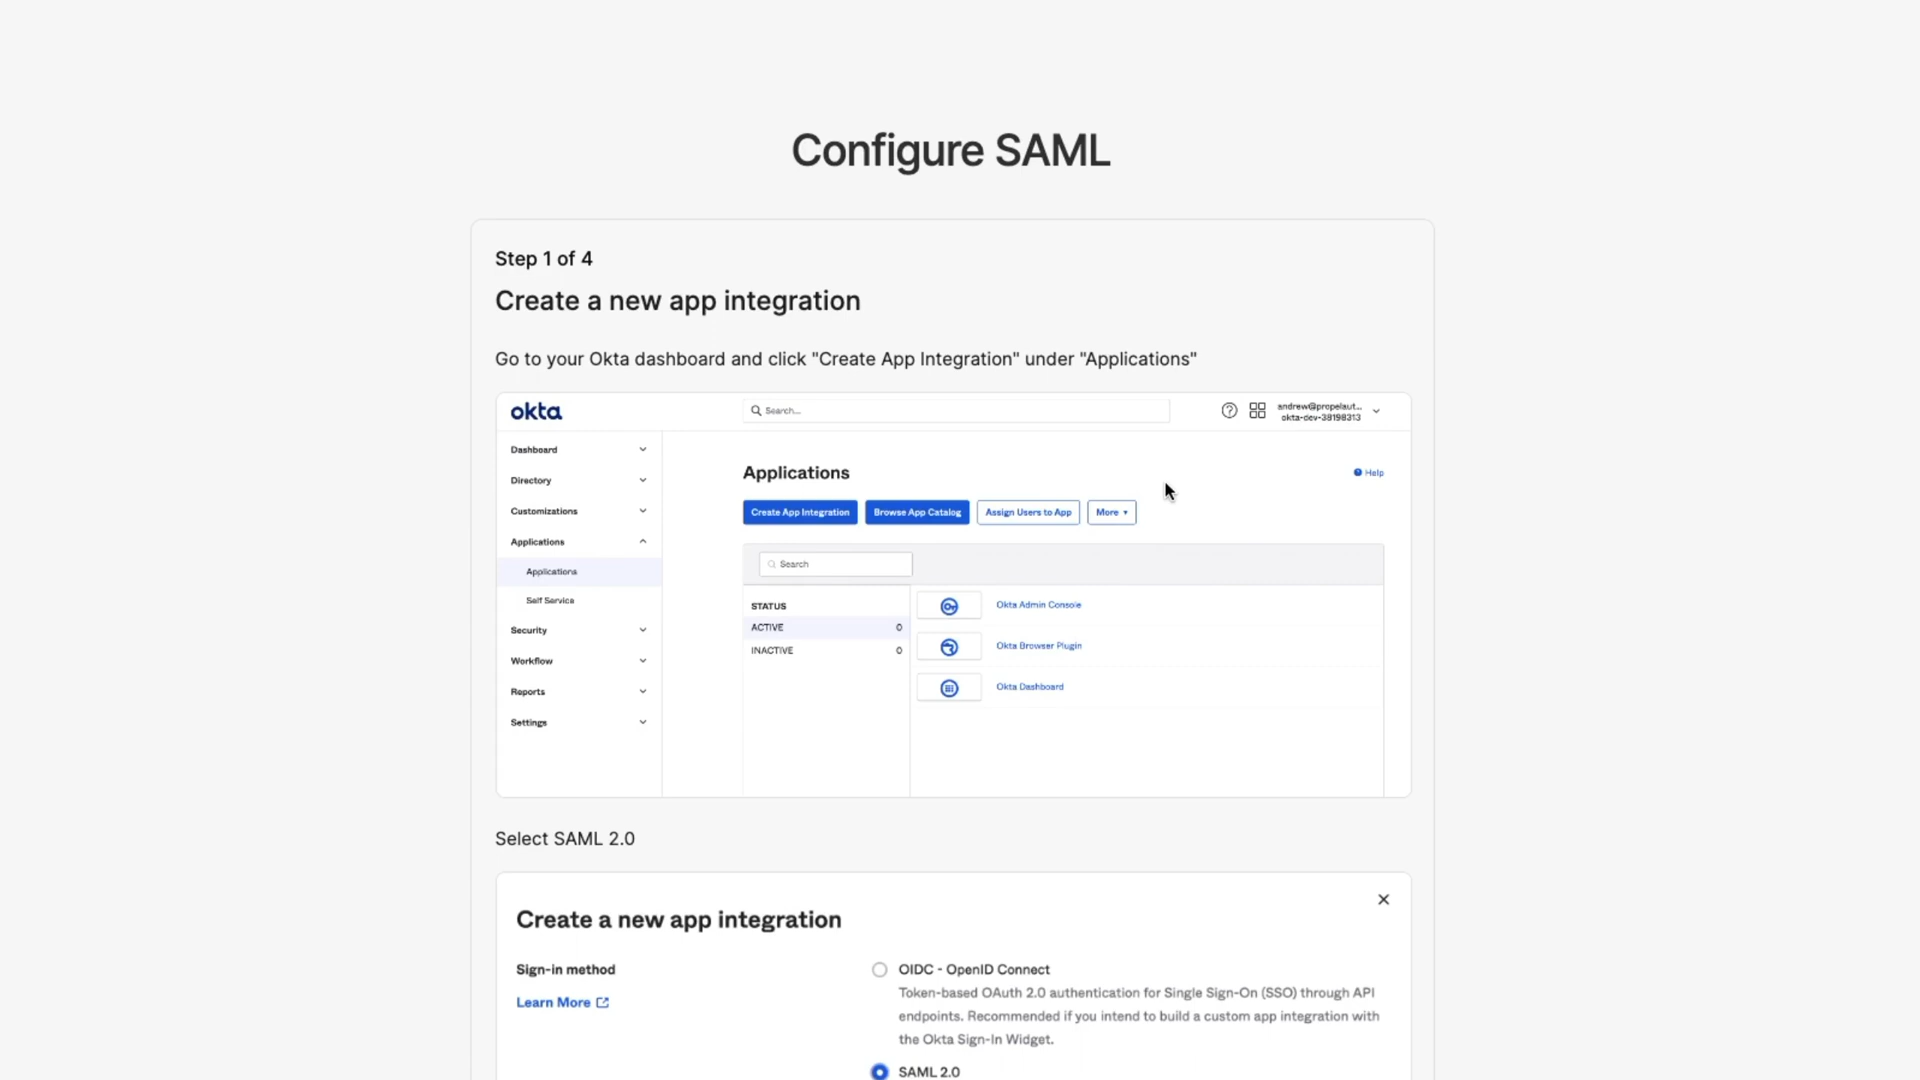 Configure SAML
Step 1 of 4
Create a new app integration
Go to your Okta dashboard and click "Create App Integration" under "Applications"
okta
Search...
andrew@propelaut...
okta-dev-38198313
Dashboard
Directory
Customizations
Applications
Applications
Self Service
Security
Workflow
Reports
Settings
Applications
Help
Create App Integration
Browse App Catalog
Assign Users to App
More
Search
STATUS
ACTIVE 0
INACTIVE 0
Okta Admin Console
Okta Browser Plugin
Okta Dashboard
Select SAML 2.0
Create a new app integration
Sign-in method
Learn More
OIDC - OpenID Connect
Token-based OAuth 2.0 authentication for Single Sign-On (SSO) through API
endpoints. Recommended if you intend to build a custom app integration with
the Okta Sign-In Widget.
SAML 2.0